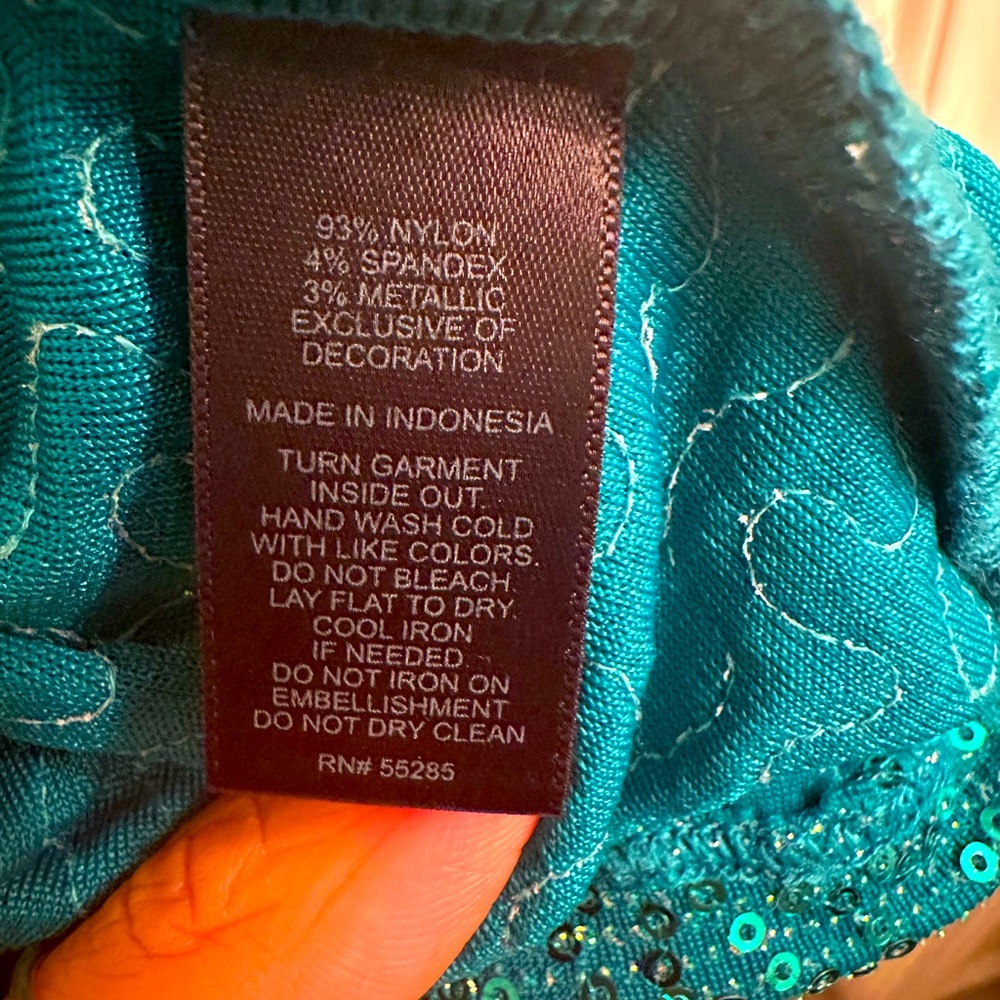 93% NYLON
4% SPANDEX
3% METALLIC
EXCLUSIVE OF
DECORATION
MADE IN INDONESIA
TURN GARMENT
INSIDE OUT.
HAND WASH COLD
WITH LIKE COLORS.
DO NOT BLEACH.
LAY FLAT TO DRY.
COOL IRON
IF NEEDED.
DO NOT IRON ON
EMBELLISHMENT
DO NOT DRY CLEAN
RN# 55285